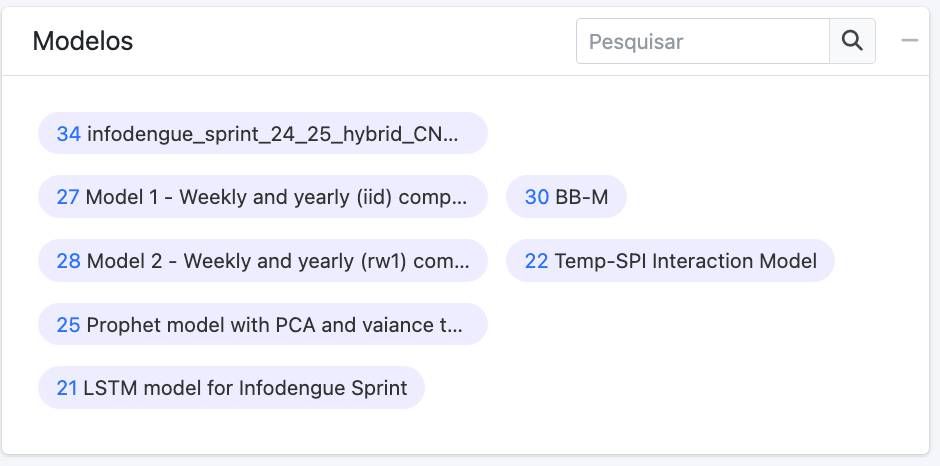 Modelos
Pesquisar
34 infodengue_sprint_24_25_hybrid_CN...
27 Model 1 - Weekly and yearly (iid) comp...
30 BB-M
28 Model 2 - Weekly and yearly (rw1) com...
22 Temp-SPI Interaction Model
25 Prophet model with PCA and vaiance t...
21 LSTM model for Infodengue Sprint